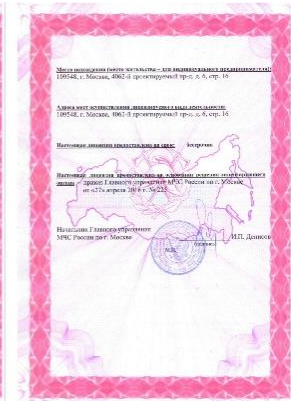 Место нахождения (место жительства – для индивидуального предпринимателя):
109548, г. Москва, 4062-й проектируемый пр-д, д. 6, стр. 16
Адреса мест осуществления лицензируемого вида деятельности:
109548, г. Москва, 4062-й проектируемый пр-д, д. 6, стр. 16
Настоящая лицензия предоставлена на срок: бессрочно
Настоящая лицензия предоставлена на основании решения лицензирующего
органа приказ Главного управления МЧС России по г. Москве
от «27» апреля г. № 225
Начальник Главного управления
МЧС России по г. Москве
(подпись)
И.П. Денисов
М.П.